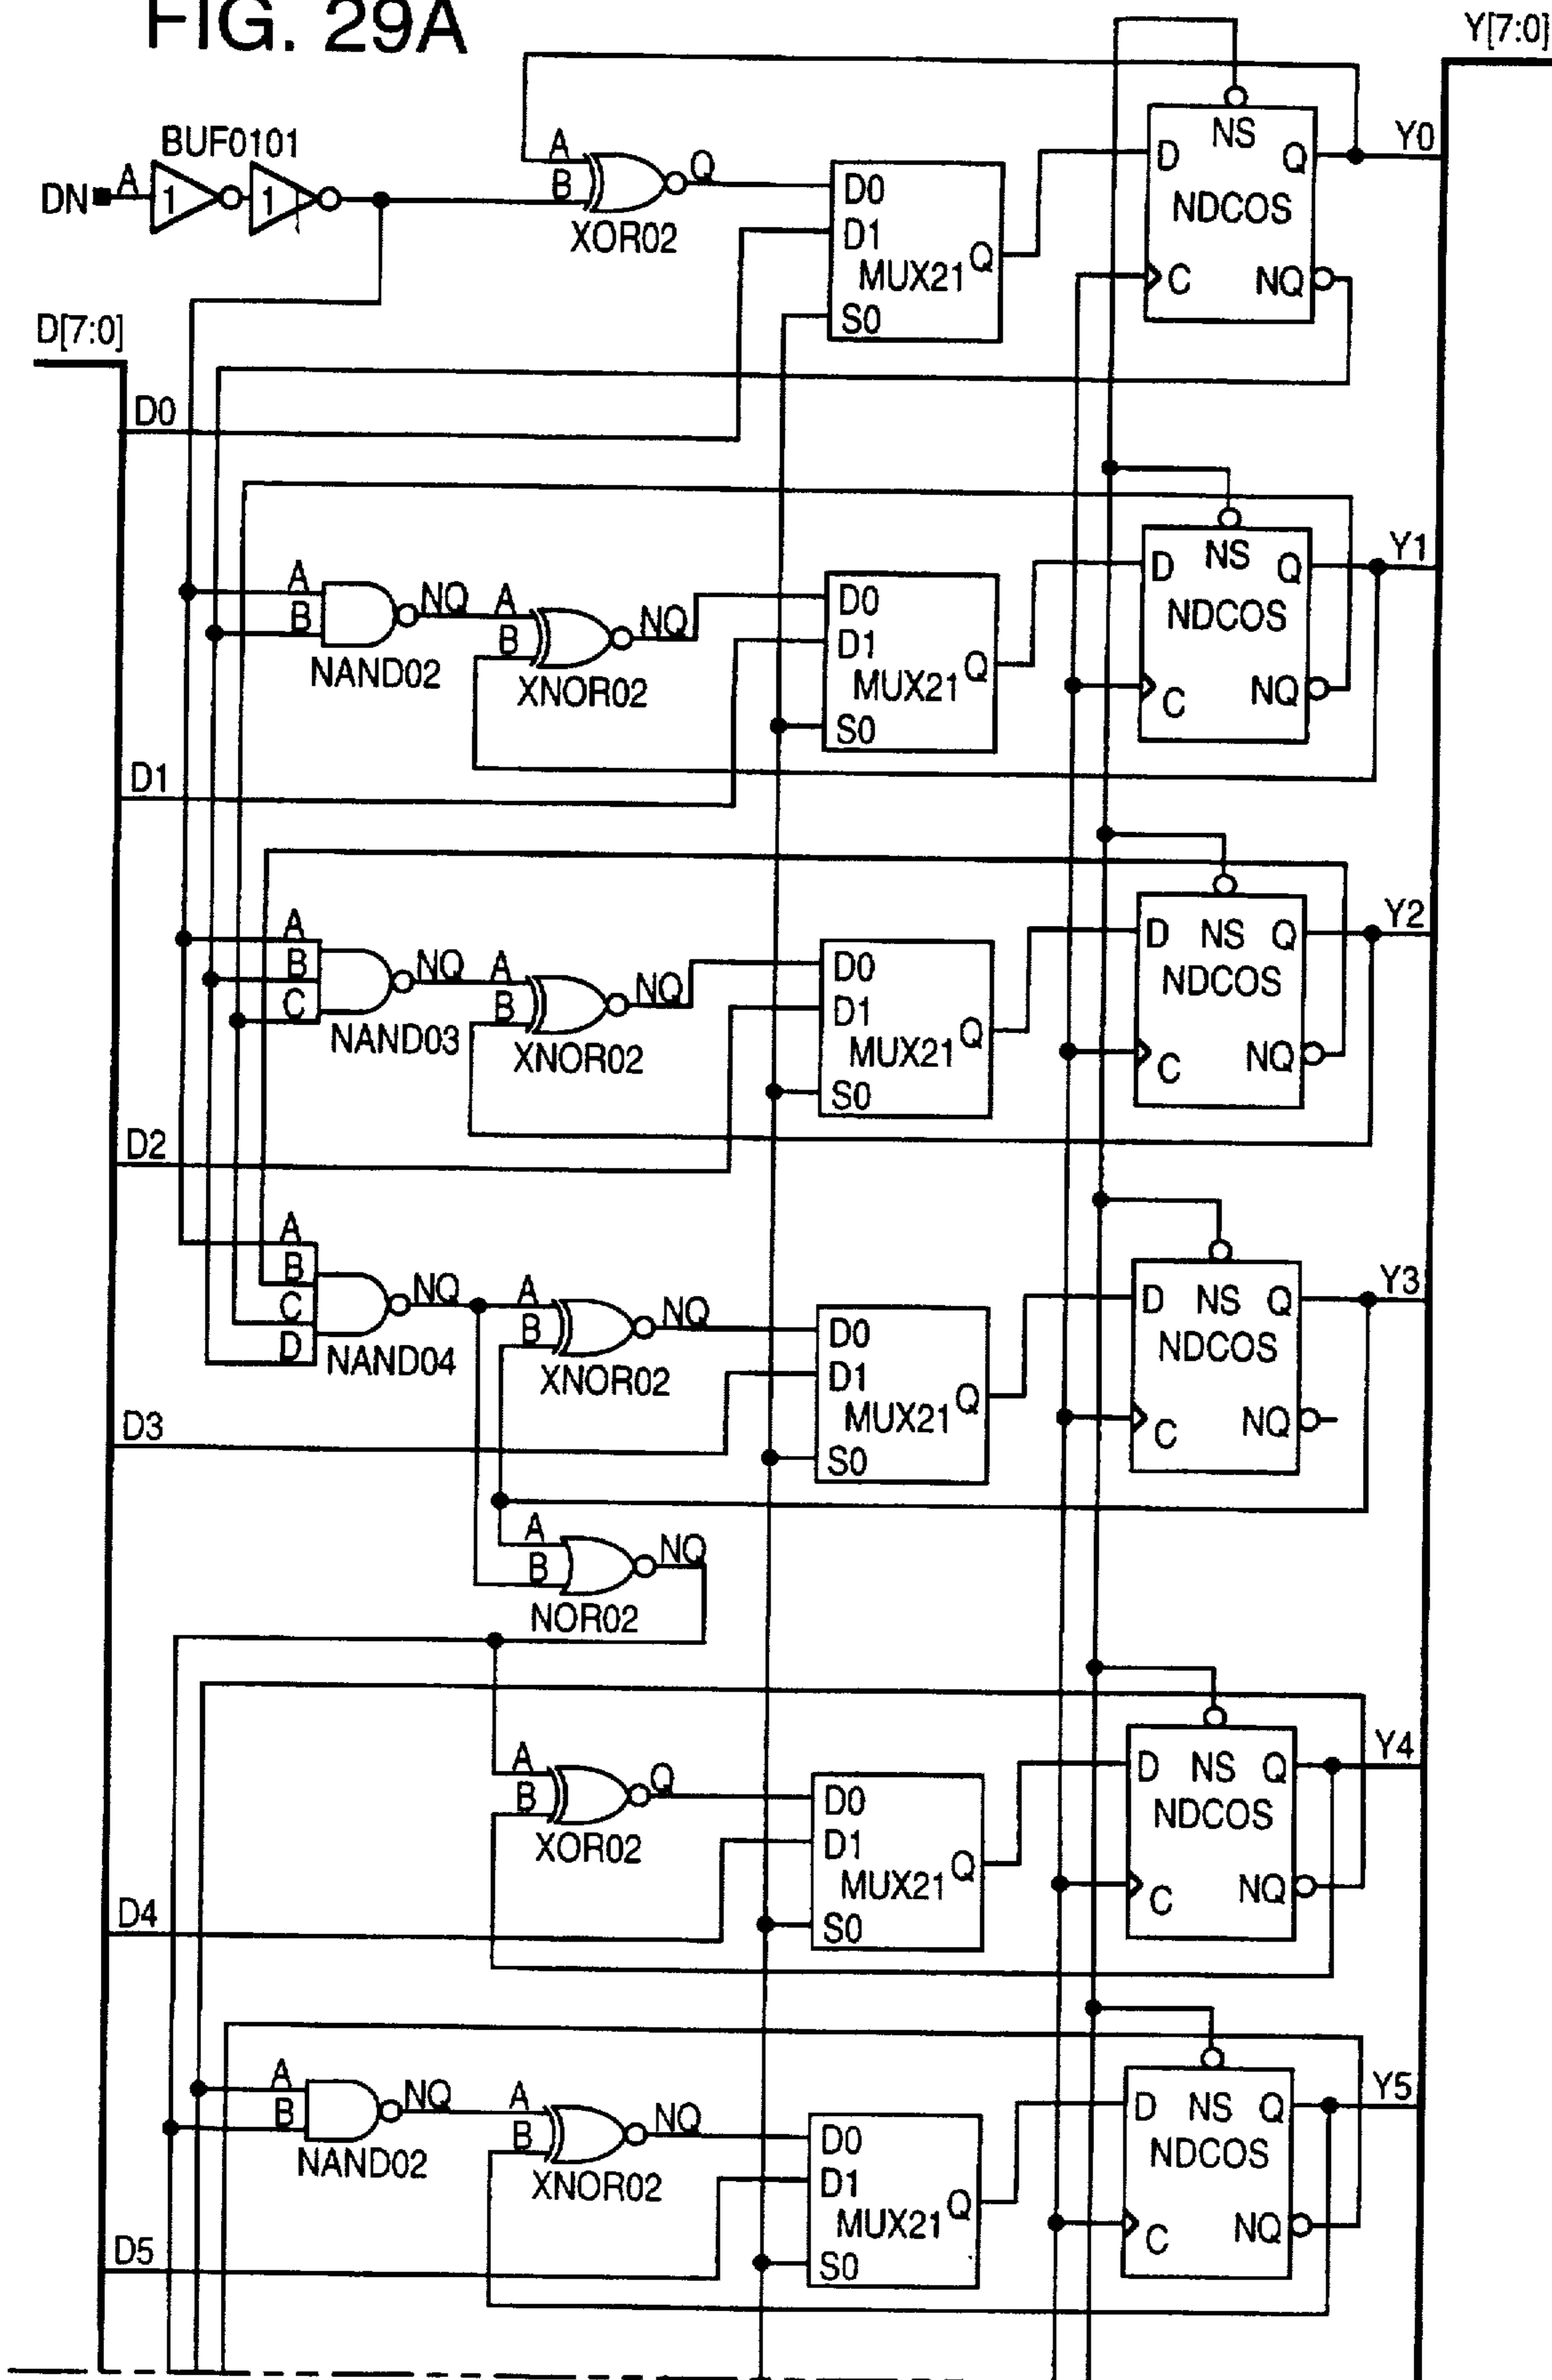 FIG. 29A
Y[7:0]
BUF0101
DN A 1 1
A
B
Q
XOR02
D0
D1
MUX21 Q
S0
NS
D Q
NDCOS
C NQ
Y0
D[7:0]
D0
A
B
NQ
NAND02
A
B
NQ
XNOR02
D0
D1
MUX21 Q
S0
D NS Q
NDCOS
C NQ
Y1
D1
A
B
C
NQ
NAND03
A
B
NQ
XNOR02
D0
D1
MUX21 Q
S0
D NS Q
NDCOS
C NQ
Y2
D2
A
B
C
D
NQ
NAND04
A
B
NQ
XNOR02
D0
D1
MUX21 Q
S0
D NS Q
NDCOS
C NQ
Y3
D3
A
B
NQ
NOR02
A
B
Q
XOR02
D0
D1
MUX21 Q
S0
D NS Q
NDCOS
C NQ
Y4
D4
A
B
NQ
NAND02
A
B
NQ
XNOR02
D0
D1
MUX21 Q
S0
D NS Q
NDCOS
C NQ
Y5
D5